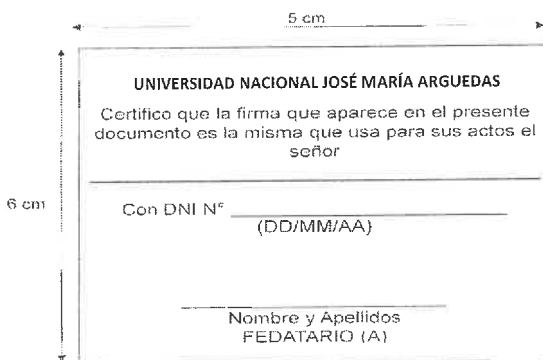 5 cm
UNIVERSIDAD NACIONAL JOSÉ MARÍA ARGUEDAS
Certifico que la firma que aparece en el presente
documento es la misma que usa para sus actos el
señor
6 cm
Con DNI N°
(DD/MM/AA)
Nombre y Apellidos
FEDATARIO (A)